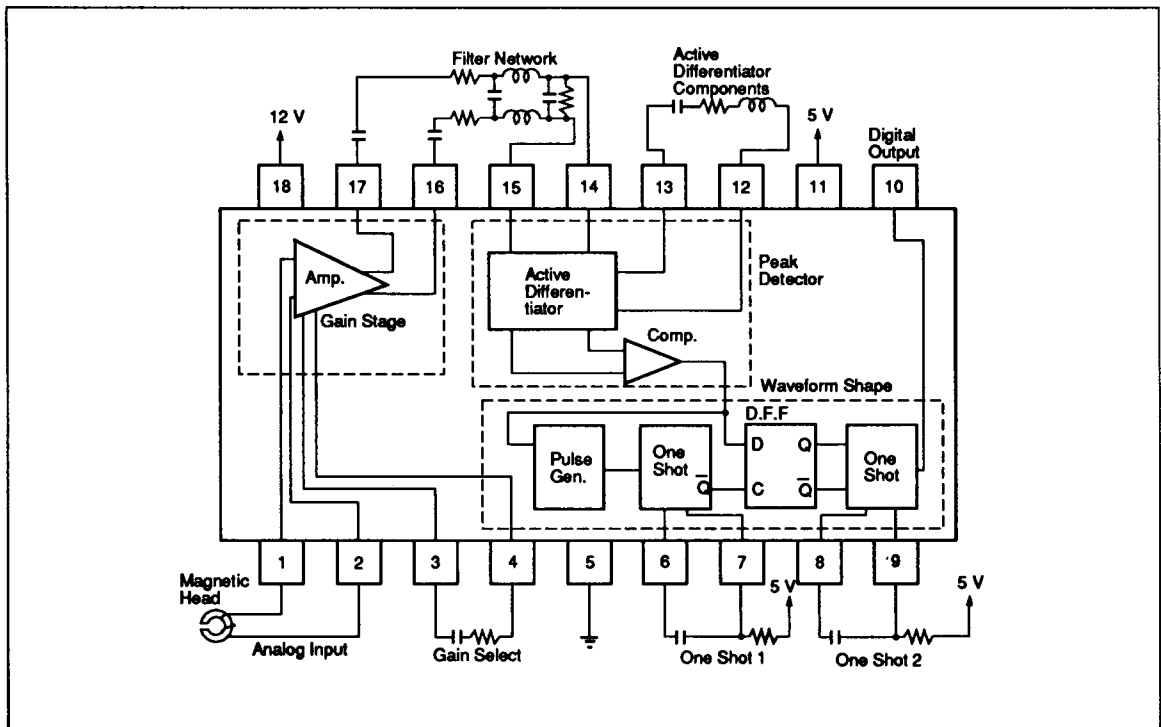 Filter Network
Active
Differentiator
Components
12 V
5 V
Digital
Output
18
17
16
15
14
13
12
11
10
Amp.
Gain Stage
Active
Differen-
tiator
Peak
Detector
Comp.
Waveform Shape
D.F.F
Pulse
Gen.
One
Shot
Q
D
Q
C
Q
One
Shot
1
2
3
4
5
6
7
8
9
Magnetic
Head
Analog Input
Gain Select
5 V
One Shot 1
5 V
One Shot 2